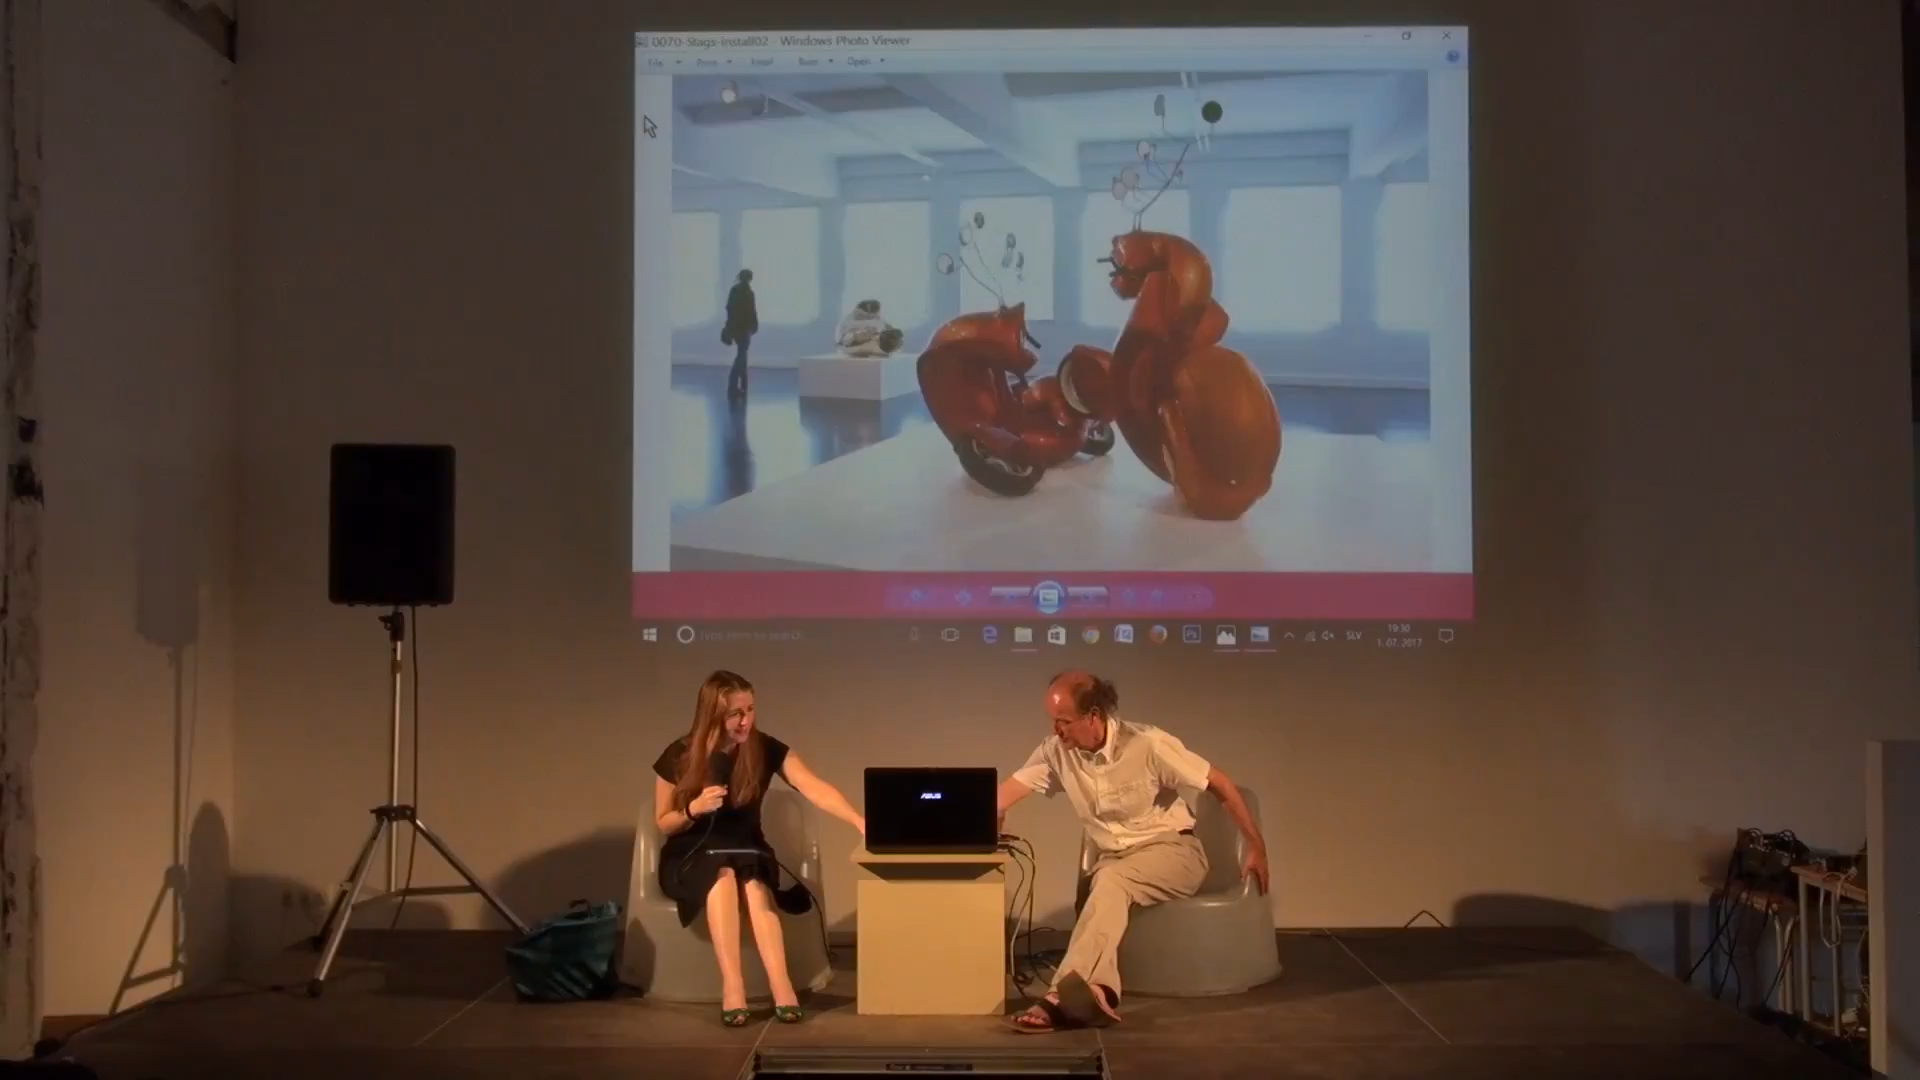 0070-Stags-install02 - Windows Photo Viewer
File Print Email Burn Open
Type here to search
SLV
19:30
1. 07. 2017
ASUS